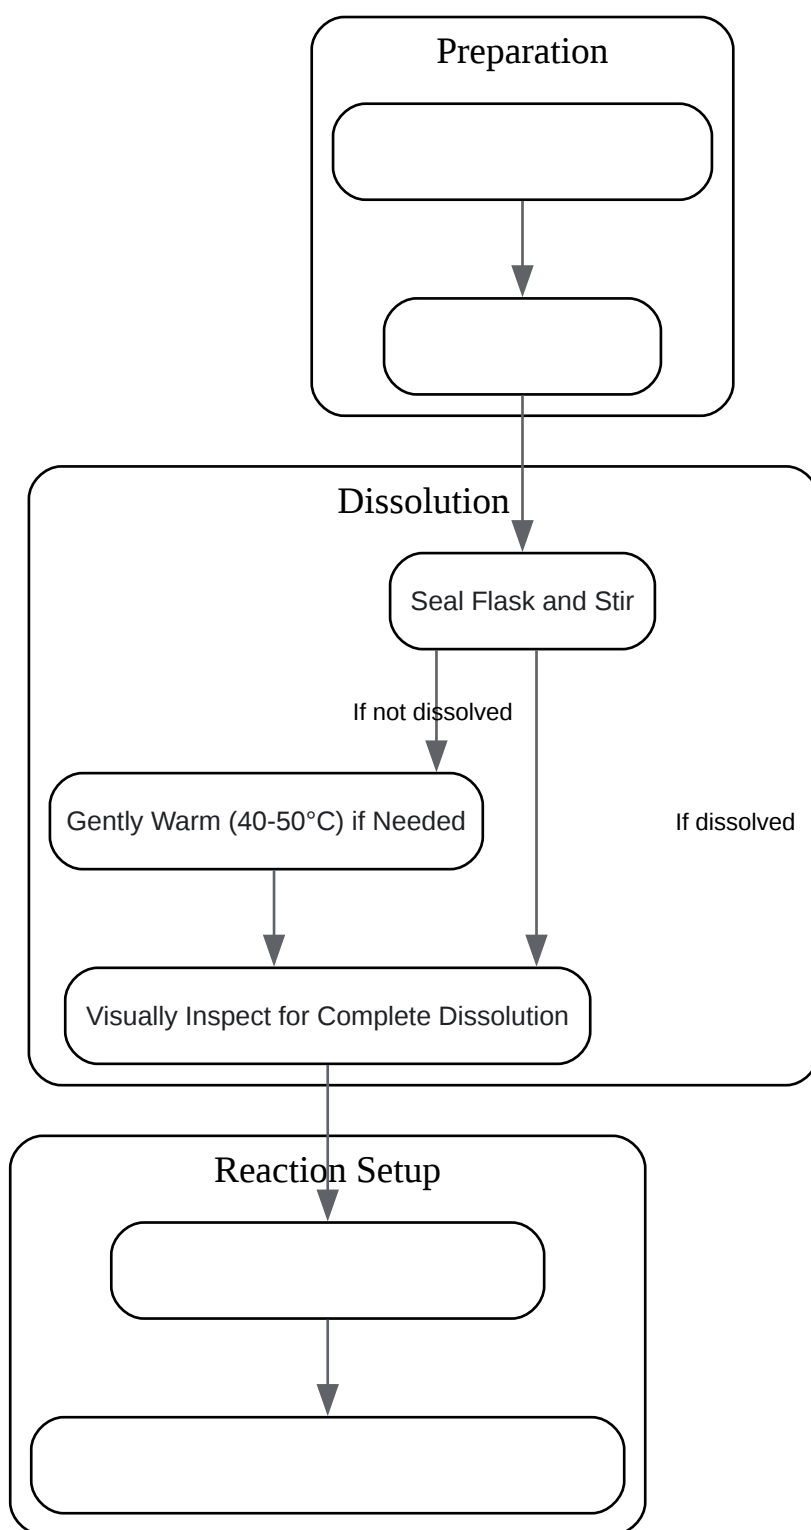 Preparation
Dissolution
Seal Flask and Stir
If not dissolved
Gently Warm (40-50°C) if Needed
If dissolved
Visually Inspect for Complete Dissolution
Reaction Setup